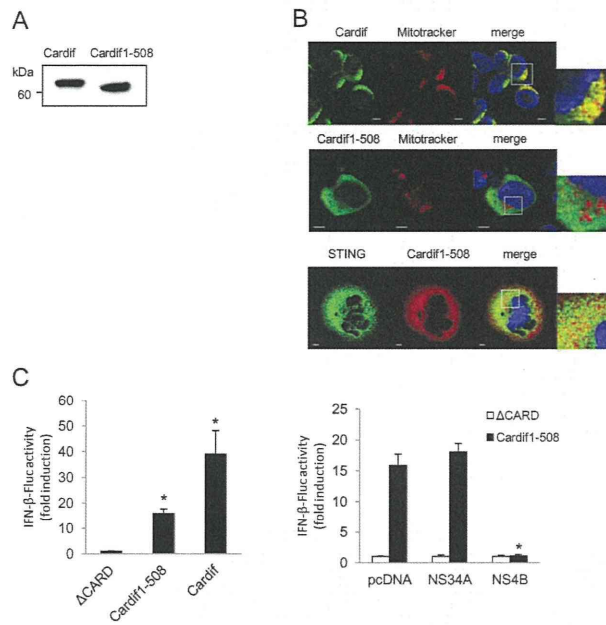 A
Cardif Cardif1-508
kDa
60
B
Cardif Mitotracker merge
Cardif1-508 Mitotracker merge
STING Cardif1-508 merge
C
IFN-β-Fluc activity
(fold induction)
60
50
40
30
20
10
0
*
*
ΔCARD
Cardif1-508
Cardif
IFN-β-Fluc activity
(fold induction)
25
20
15
10
5
0
□ΔCARD
■Cardif1-508
*
pcDNA NS34A NS4B